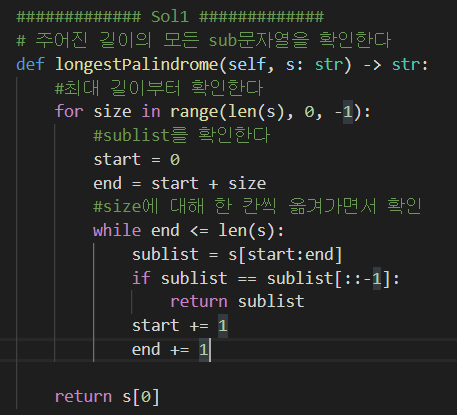 ############# Sol1 #############
# 주어진 길이의 모든 sub문자열을 확인한다
def longestPalindrome(self, s: str) -> str:
    #최대 길이부터 확인한다
    for size in range(len(s), 0, -1):
        #sublist를 확인한다
        start = 0
        end = start + size
        #size에 대해 한 칸씩 옮겨가면서 확인
        while end <= len(s):
            sublist = s[start:end]
            if sublist == sublist[::-1]:
                return sublist
            start += 1
            end += 1
    return s[0]